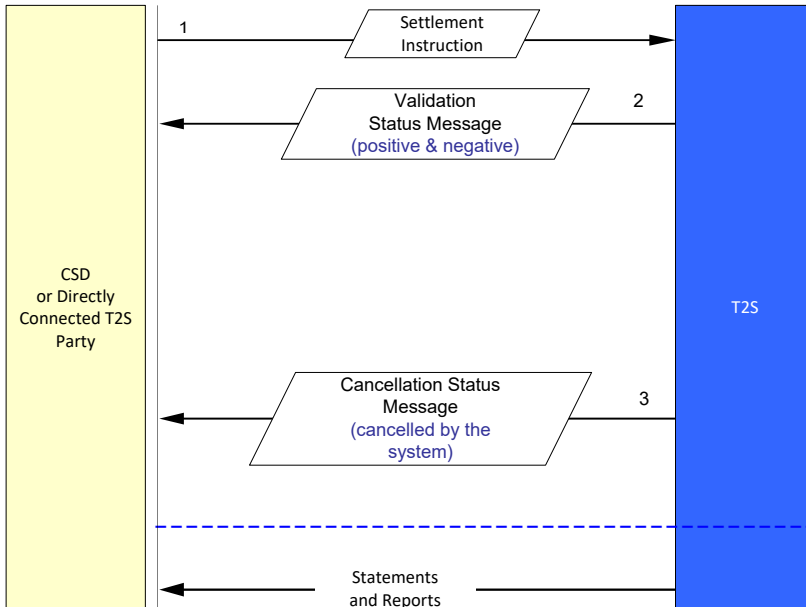 1
Settlement
Instruction
Validation
Status Message
(positive & negative)
2
CSD
or Directly
Connected T2S
Party
T2S
Cancellation Status
Message
(cancelled by the
system)
3
Statements
and Reports